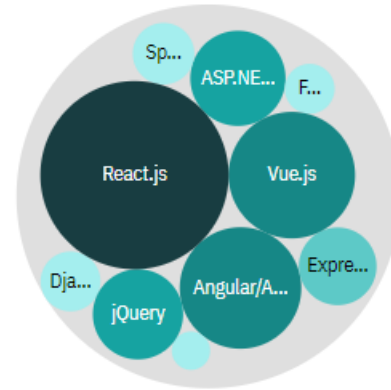 Sp...
ASP.NE...
F...
React.js
Vue.js
Expre...
Dja...
Angular/A...
jQuery